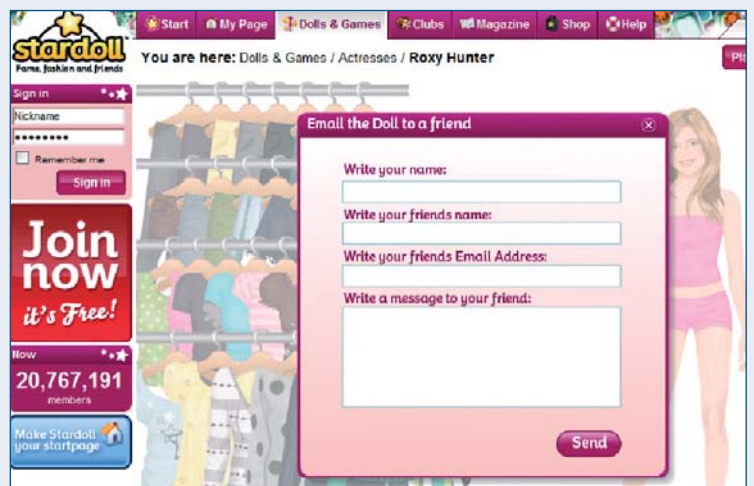 Start My Page Dolls & Games Clubs Magazine Shop Help
stardoll
Fame, fashion and friends
You are here: Dolls & Games / Actresses / Roxy Hunter
Sign in
Nickname
••••••••
Remember me
Sign in
Join
now
it's Free!
Now
20,767,191
members
Make Stardoll
your startpage
Email the Doll to a friend
Write your name:
Write your friends name:
Write your friends Email Address:
Write a message to your friend:
Send